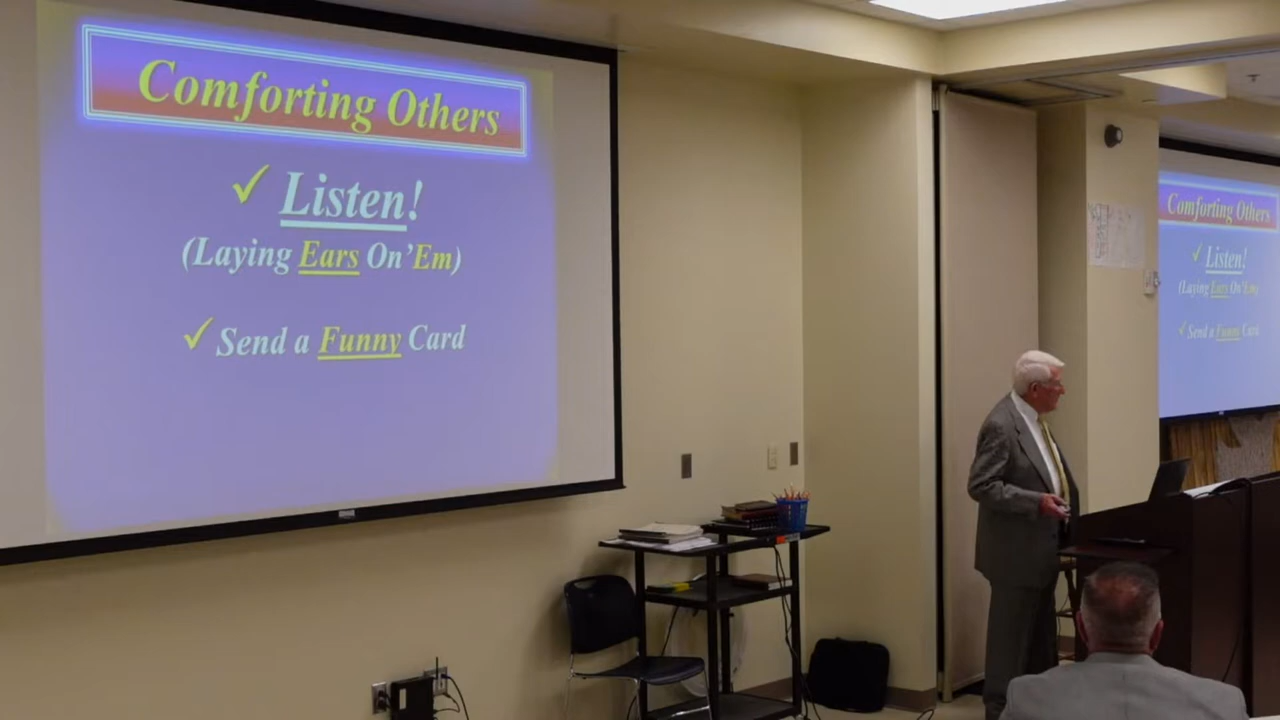 Comforting Others
✓ Listen!
(Laying Ears On'Em)
✓ Send a Funny Card
Comforting Others
✓ Listen!
(Laying Ears On'Em)
✓ Send a Funny Card